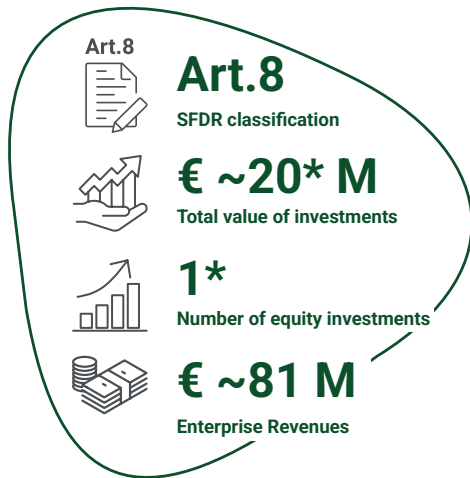 Art.8
Art.8
SFDR classification
€ ~20* M
Total value of investments
1*
Number of equity investments
€ ~81 M
Enterprise Revenues